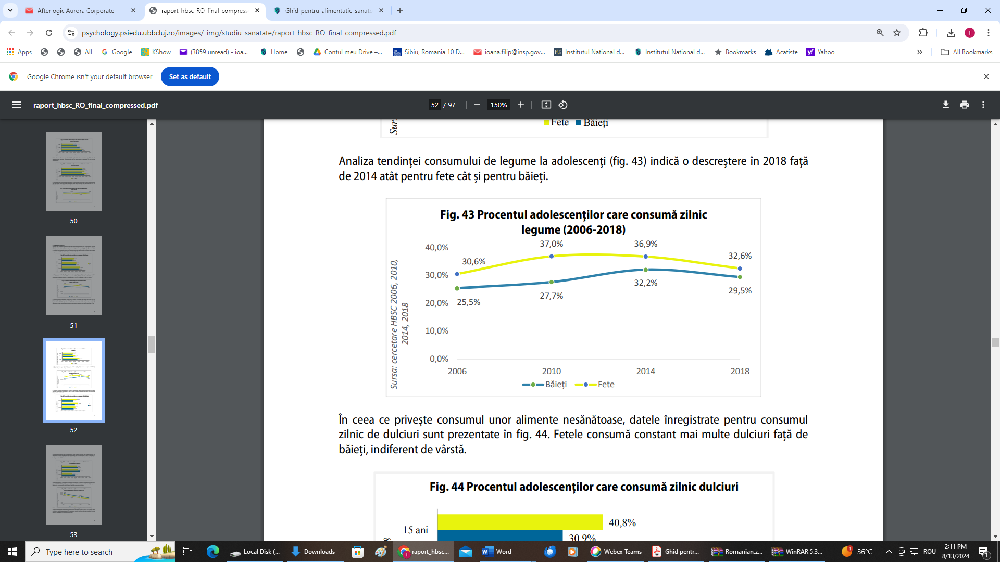 Afterlogic Aurora Corporate
raport_hbsc_RO_final_compress
Ghid-pentru-alimentatie-sanato
psychology.psiedu.ubbcluj.ro/images/_img/studiu_sanatate/raport_hbsc_RO_final_compressed.pdf
Apps
All
Google
KShow
(3859 unread) - ioa...
Home
Contul meu Drive –...
Sibiu, Romania 10 D...
ioana.filip@insp.gov...
Institutul National d...
Institutul National d...
Bookmarks
Acatiste
Yahoo
All Bookmarks
Google Chrome isn't your default browser
Set as default
raport_hbsc_RO_final_compressed.pdf
52 / 97
150%
50
51
52
53
Fete Băieți
Analiza tendinței consumului de legume la adolescenți (fig. 43) indică o descreștere în 2018 față
de 2014 atât pentru fete cât și pentru băieți.
Fig. 43 Procentul adolescenților care consumă zilnic
legume (2006-2018)
40,0%
30,0%
20,0%
10,0%
0,0%
30,6%
37,0%
36,9%
32,6%
25,5%
27,7%
32,2%
29,5%
2006
2010
2014
2018
Băieți
Fete
Sursa: cercetare HBSC 2006, 2010,
2014, 2018
În ceea ce privește consumul unor alimente nesănătoase, datele înregistrate pentru consumul
zilnic de dulciuri sunt prezentate în fig. 44. Fetele consumă constant mai multe dulciuri față de
băieți, indiferent de vârstă.
Fig. 44 Procentul adolescenților care consumă zilnic dulciuri
15 ani
40,8%
30,9%
Type here to search
Local Disk (...
Downloads
raport_hbsc...
Word
Webex Teams
Ghid pentr...
Romanian.z...
WinRAR 5.3...
36°C
ROU
2:11 PM
8/13/2024